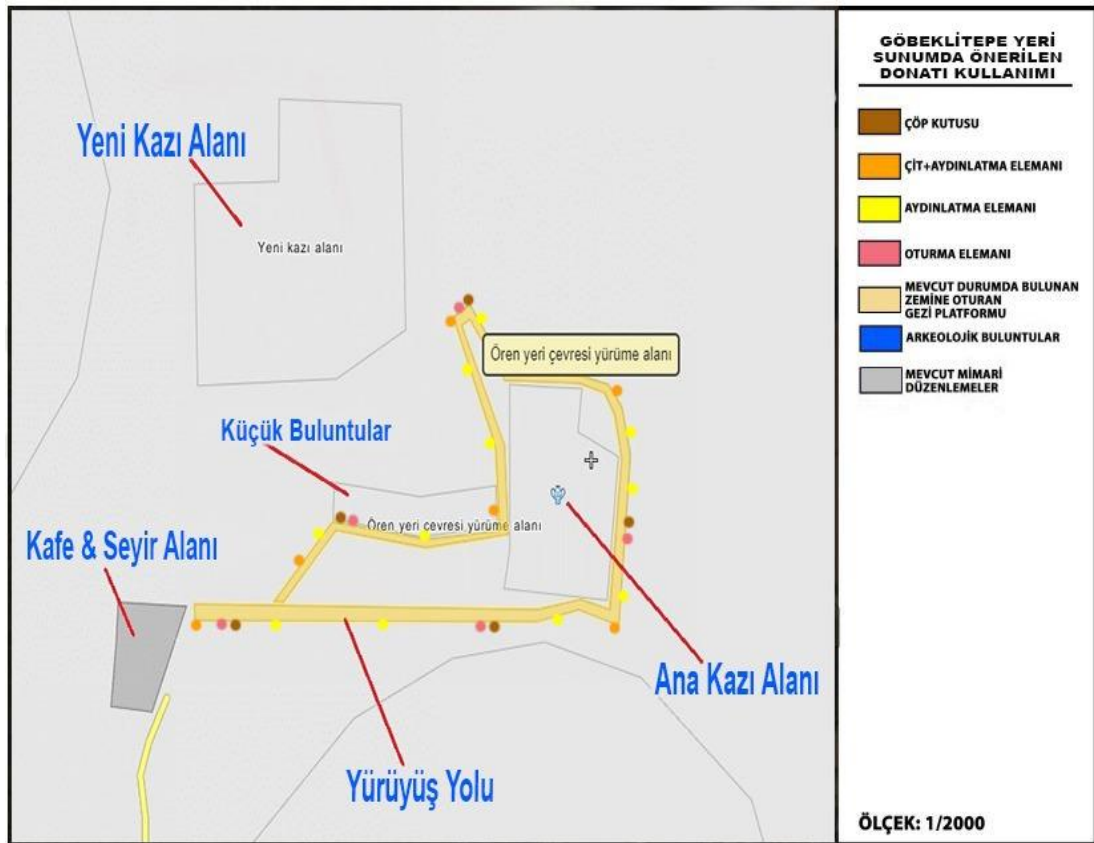 Yeni Kazı Alanı
Yeni kazı alanı
Ören yeri çevresi yürüme alanı
Küçük Buluntular
Ören yeri çevresi yürüme alanı
Kafe & Seyir Alanı
Ana Kazı Alanı
Yürüyüş Yolu
GÖBEKLİTEPE YERİ
SUNUMDA ÖNERİLEN
DONATI KULLANIMI
ÇÖP KUTUSU
ÇİT+AYDINLATMA ELEMANI
AYDINLATMA ELEMANI
OTURMA ELEMANI
MEVCUT DURUMDA BULUNAN
ZEMİNE OTURAN
GEZİ PLATFORMU
ARKEOLOJİK BULUNTULAR
MEVCUT MİMARİ
DÜZENLEMELER
ÖLÇEK: 1/2000